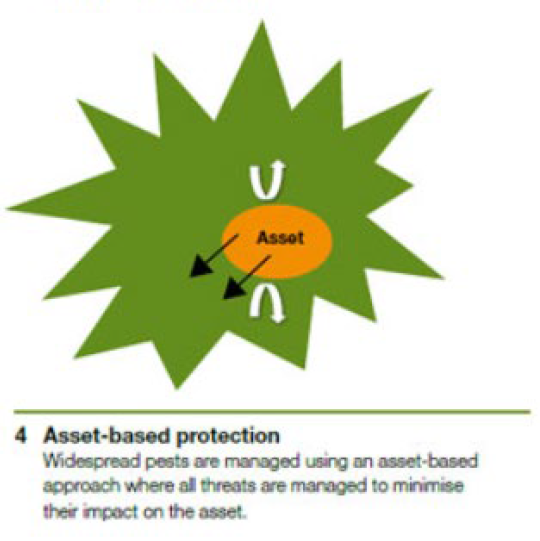 Asset
4 Asset-based protection
Widespread pests are managed using an asset-based
approach where all threats are managed to minimise
their impact on the asset.